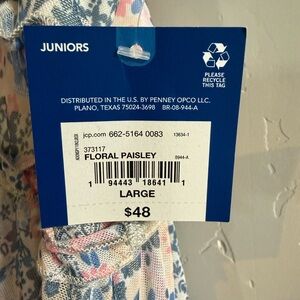 JUNIORS
PLEASE
RECYCLE
THIS TAG
DISTRIBUTED IN THE U.S. BY PENNEY OPCO LLC.
PLANO, TEXAS 75024-3698 BR-08-944-A
jcp.com 662-5164 0083 13634-1
373117
FLORAL PAISLEY 5944-A
1 94443 18641 1
LARGE
$48